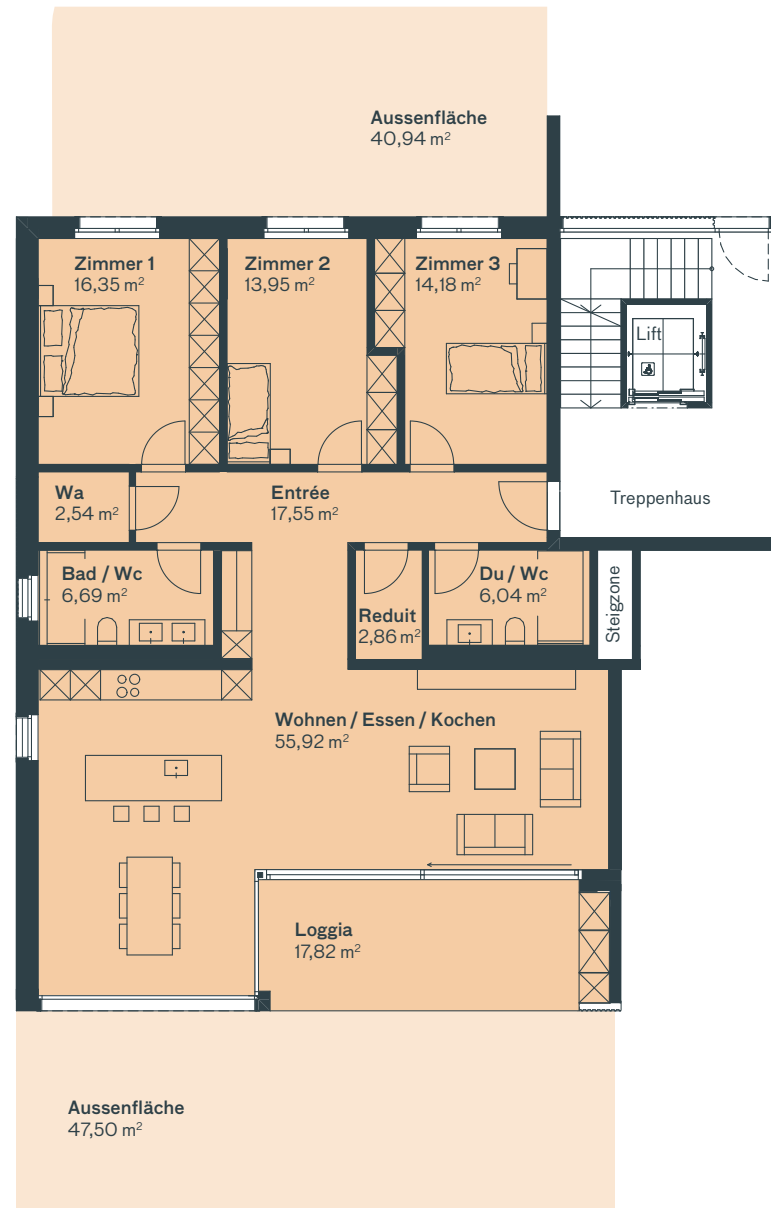 Aussenfläche
40,94 m²
Zimmer 1
16,35 m²
Zimmer 2
13,95 m²
Zimmer 3
14,18 m²
Lift
Wa
2,54 m²
Entrée
17,55 m²
Treppenhaus
Bad / Wc
6,69 m²
Reduit
2,86 m²
Du / Wc
6,04 m²
Steigzone
Wohnen / Essen / Kochen
55,92 m²
Loggia
17,82 m²
Aussenfläche
47,50 m²